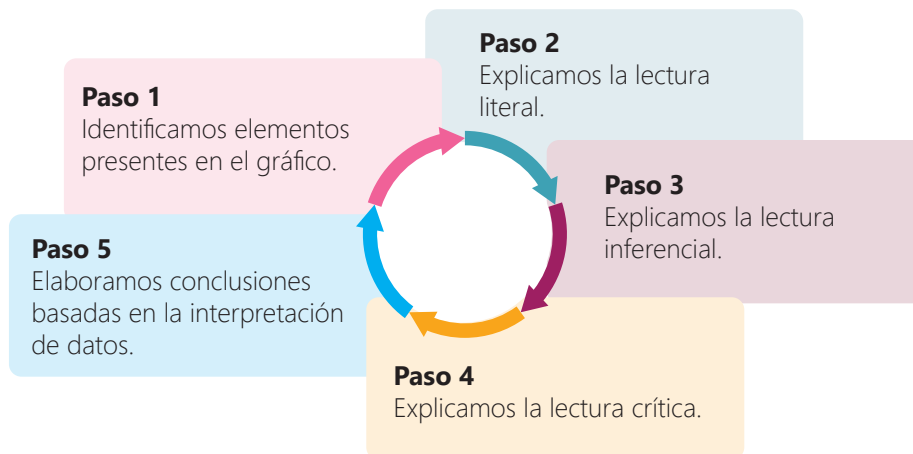 Paso 1
Identificamos elementos
presentes en el gráfico.
Paso 2
Explicamos la lectura
literal.
Paso 3
Explicamos la lectura
inferencial.
Paso 4
Explicamos la lectura crítica.
Paso 5
Elaboramos conclusiones
basadas en la interpretación
de datos.